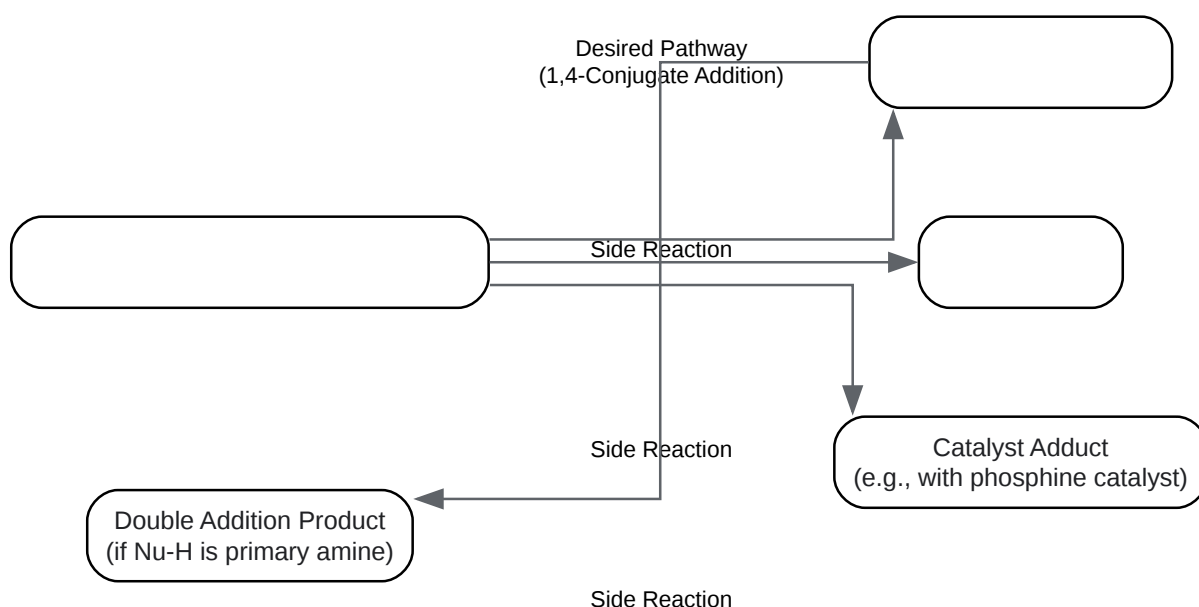 Desired Pathway
(1,4-Conjugate Addition)
Side Reaction
Side Reaction
Catalyst Adduct
(e.g., with phosphine catalyst)
Double Addition Product
(if Nu-H is primary amine)
Side Reaction